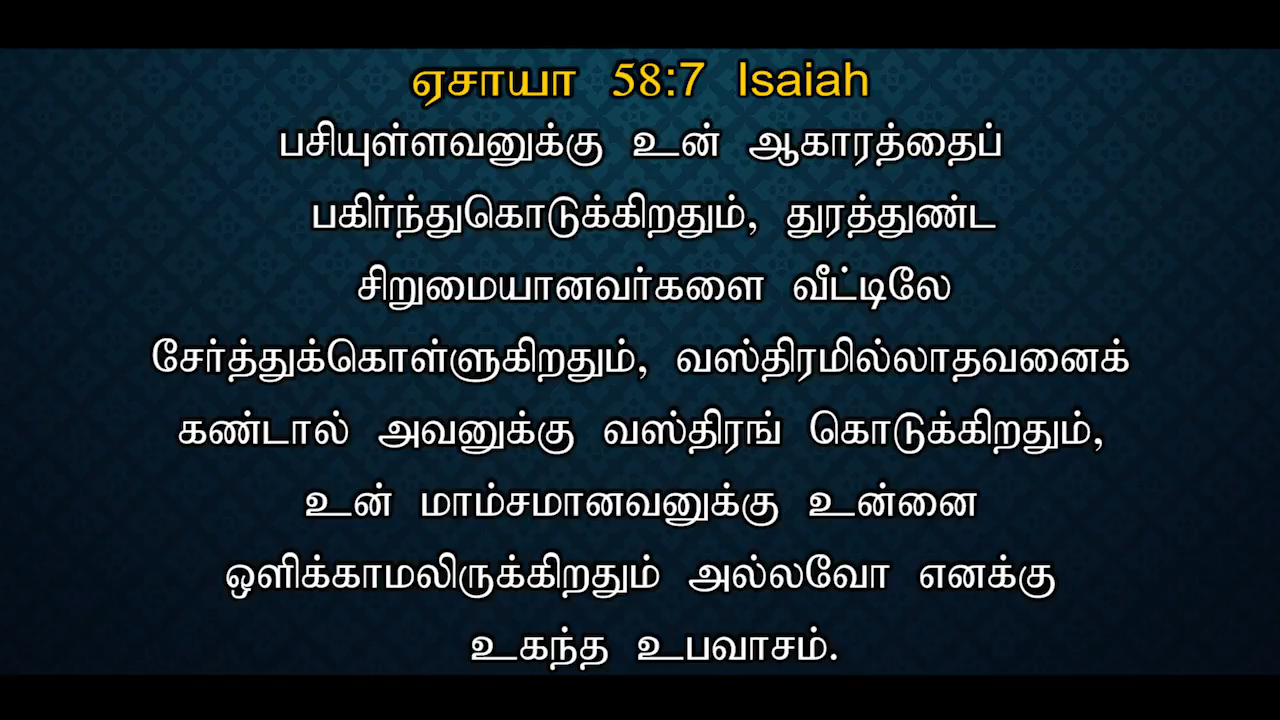 ஏசாயா 58:7 Isaiah
பசியுள்ளவனுக்கு உன் ஆகாரத்தைப்
பகிர்ந்துகொடுக்கிறதும், துரத்துண்ட
சிறுமையானவர்களை வீட்டிலே
சேர்த்துக்கொள்ளுகிறதும், வஸ்திரமில்லாதவனைக்
கண்டால் அவனுக்கு வஸ்திரங் கொடுக்கிறதும்,
உன் மாம்சமானவனுக்கு உன்னை
ஒளிக்காமலிருக்கிறதும் அல்லவோ எனக்கு
உகந்த உபவாசம்.